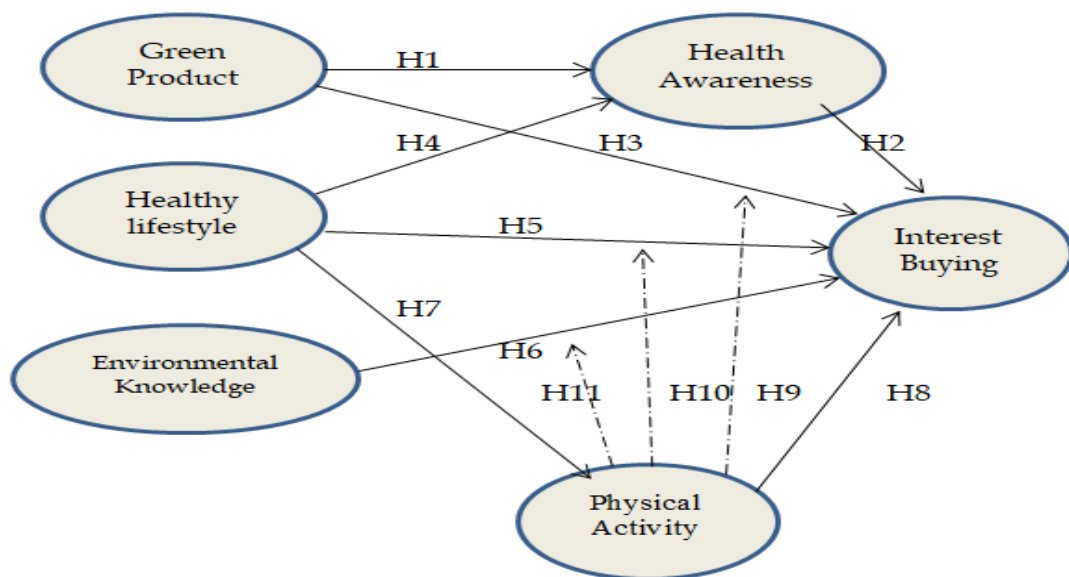 Green
Product
H1
Health
Awareness
H4
H3
H2
Healthy
lifestyle
H5
Interest
Buying
H7
H6
Environmental
Knowledge
H11
H10
H9
H8
Physical
Activity